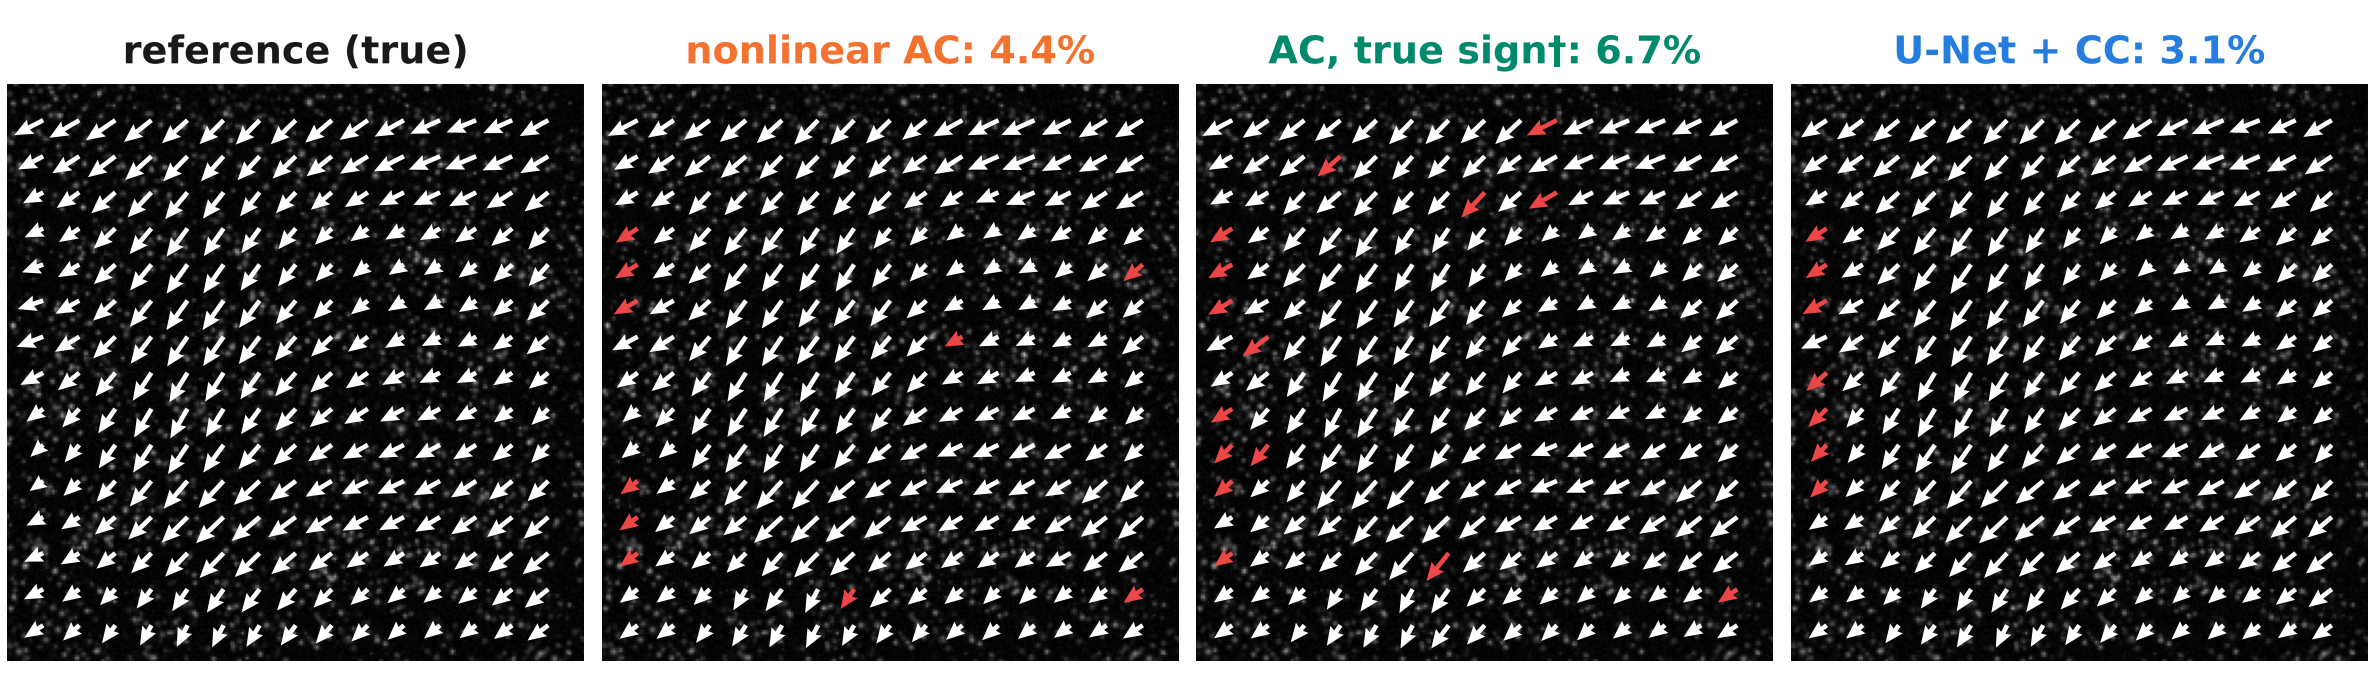 reference (true)
nonlinear AC: 4.4%
AC, true sign†: 6.7%
U-Net + CC: 3.1%